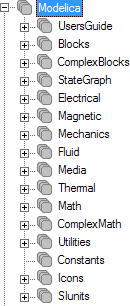 Modelica
UsersGuide
Blocks
ComplexBlocks
StateGraph
Electrical
Magnetic
Mechanics
Fluid
Media
Thermal
Math
ComplexMath
Utilities
Constants
Icons
SIunits